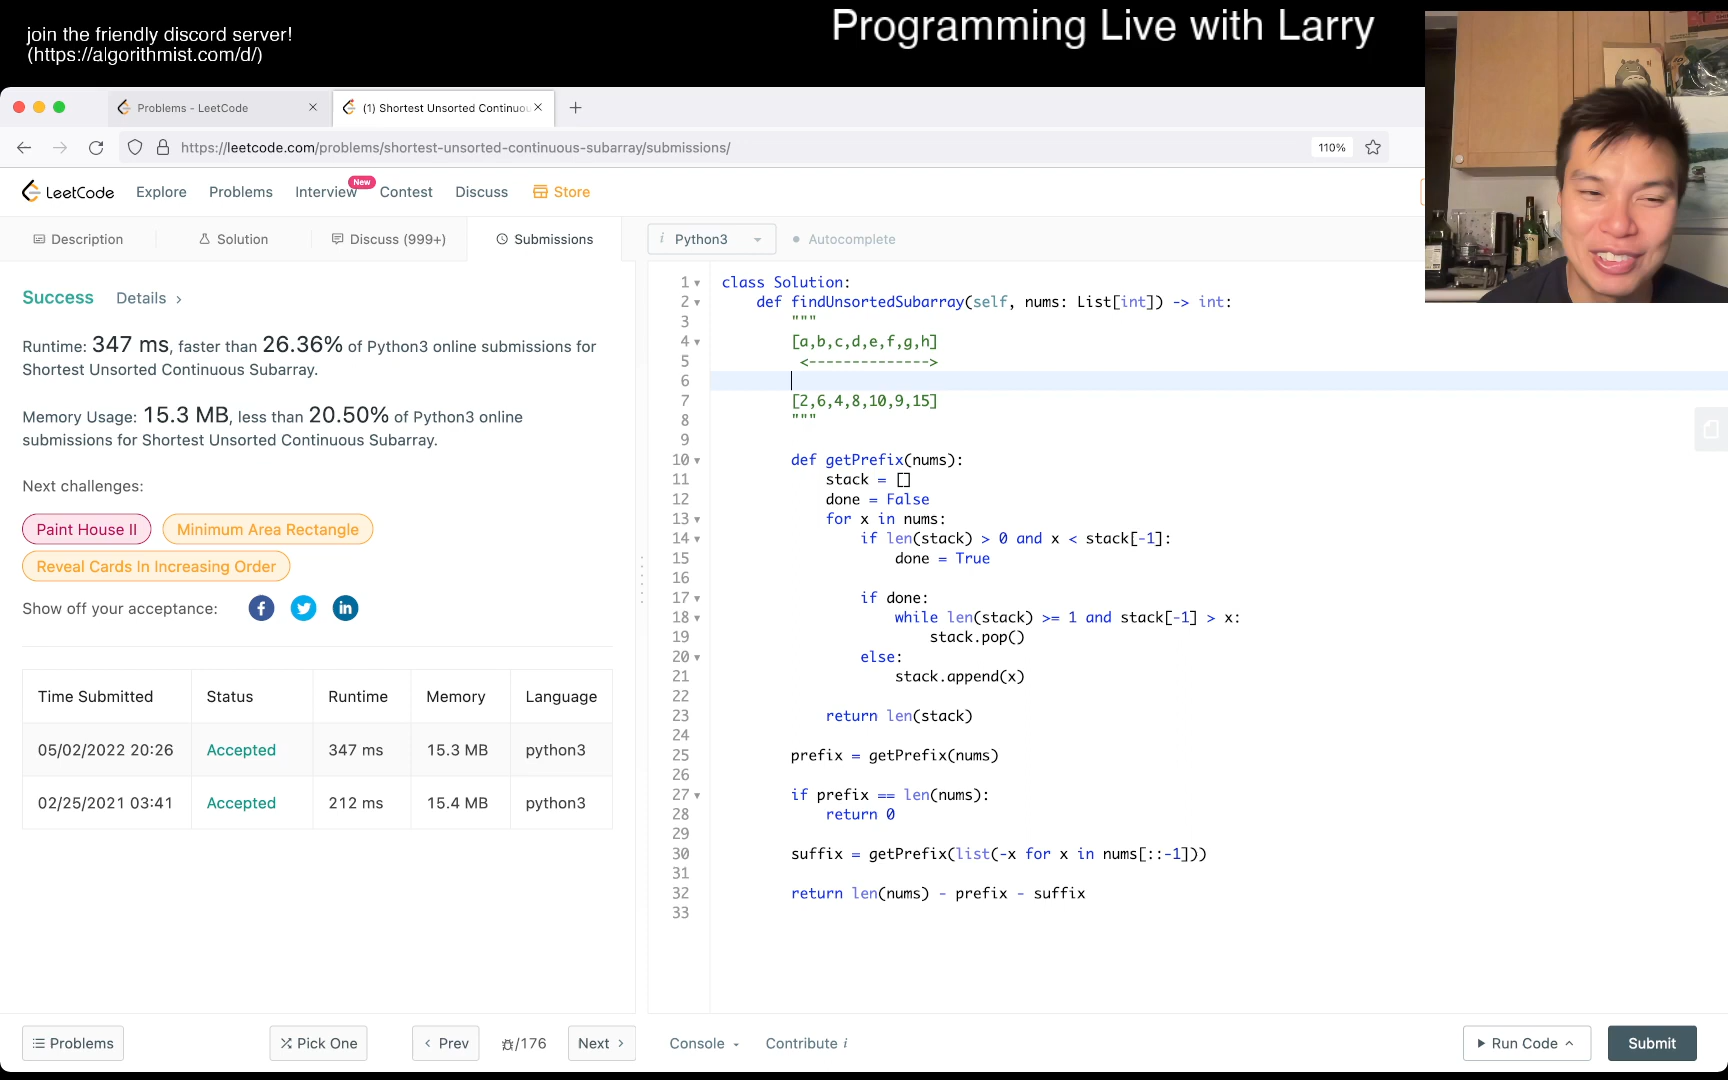 join the friendly discord server!
(https://algorithmist.com/d/)
Programming Live with Larry
Problems - LeetCode
(1) Shortest Unsorted Continuou
https://leetcode.com/problems/shortest-unsorted-continuous-subarray/submissions/
110%
LeetCode
Explore
Problems
Interview
New
Contest
Discuss
Store
Description
Solution
Discuss (999+)
Submissions
i Python3
Autocomplete
Success
Details >
Runtime: 347 ms, faster than 26.36% of Python3 online submissions for
Shortest Unsorted Continuous Subarray.
Memory Usage: 15.3 MB, less than 20.50% of Python3 online
submissions for Shortest Unsorted Continuous Subarray.
Next challenges:
Paint House II
Minimum Area Rectangle
Reveal Cards In Increasing Order
Show off your acceptance:
Time Submitted Status Runtime Memory Language
05/02/2022 20:26 Accepted 347 ms 15.3 MB python3
02/25/2021 03:41 Accepted 212 ms 15.4 MB python3
1 class Solution:
2 def findUnsortedSubarray(self, nums: List[int]) -> int:
3 """
4 [a,b,c,d,e,f,g,h]
5 <-------------->
6
7 [2,6,4,8,10,9,15]
8 """
9
10 def getPrefix(nums):
11 stack = []
12 done = False
13 for x in nums:
14 if len(stack) > 0 and x < stack[-1]:
15 done = True
16
17 if done:
18 while len(stack) >= 1 and stack[-1] > x:
19 stack.pop()
20 else:
21 stack.append(x)
22
23 return len(stack)
24
25 prefix = getPrefix(nums)
26
27 if prefix == len(nums):
28 return 0
29
30 suffix = getPrefix(list(-x for x in nums[::-1]))
31
32 return len(nums) - prefix - suffix
33
Problems
Pick One
< Prev
/176
Next >
Console
Contribute i
Run Code
Submit